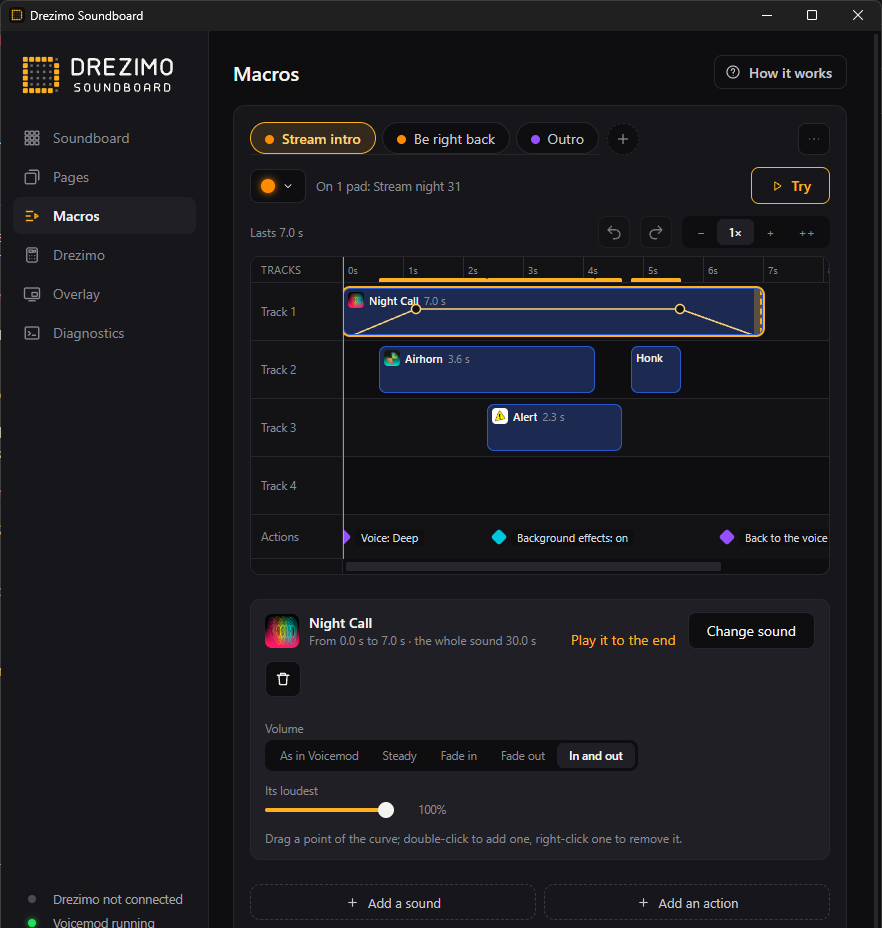 Drezimo Soundboard
DREZIMO
SOUNDBOARD
Soundboard
Pages
Macros
Drezimo
Overlay
Diagnostics
Drezimo not connected
Voicemod running
Macros
How it works
Stream intro
Be right back
Outro
+
...
On 1 pad: Stream night 31
Try
Lasts 7.0 s
− 1× + ++
TRACKS 0s 1s 2s 3s 4s 5s 6s 7s
Track 1
Night Call 7.0 s
Track 2
Airhorn 3.6 s
Honk
Track 3
Alert 2.3 s
Track 4
Actions
Voice: Deep
Background effects: on
Back to the voice
Night Call
From 0.0 s to 7.0 s · the whole sound 30.0 s
Play it to the end
Change sound
Volume
As in Voicemod Steady Fade in Fade out In and out
Its loudest
100%
Drag a point of the curve; double-click to add one, right-click one to remove it.
+ Add a sound
+ Add an action